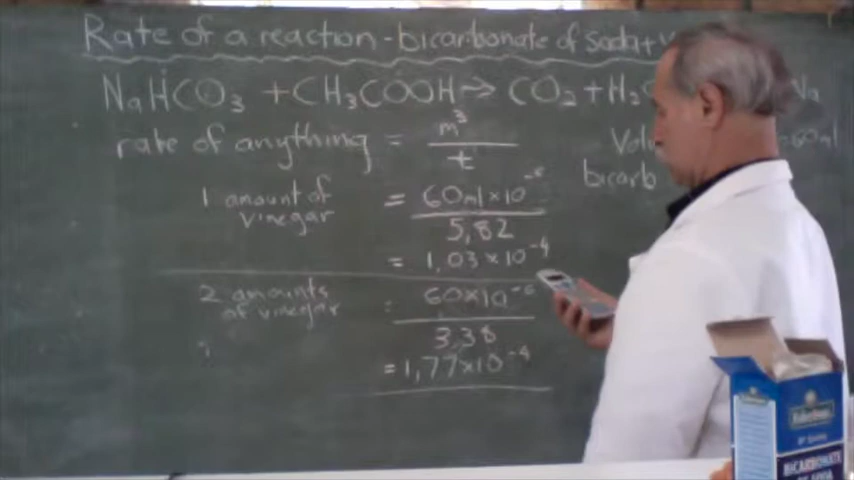 Rate of a reaction - bicarbonate of soda +
NaHCO₃ + CH₃COOH → CO₂ + H₂
rate of anything = m³
t
60ml
bicarb
1 amount of vinegar = 60ml × 10⁻⁶
5,82
= 1,03 × 10⁻⁴
2 amounts of vinegar = 60 × 10⁻⁶
3,38
= 1,77 × 10⁻⁴
BICARBONATE